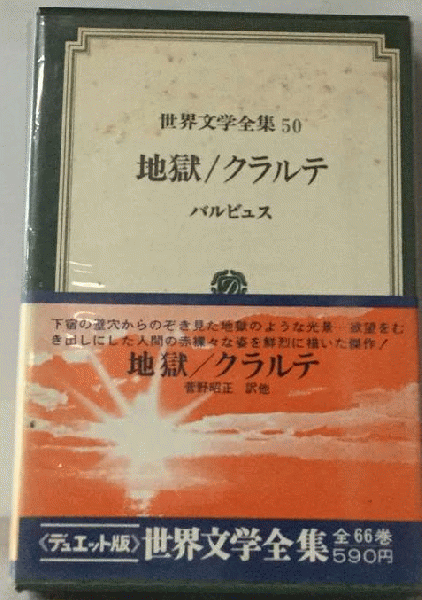 世界文学全集 50
地獄/クラルテ
バルビュス
下宿の壁穴からのぞき見た地獄のような光景…欲望をむ
き出しにした人間の赤裸々な姿を鮮烈に描いた傑作!
地獄/クラルテ
菅野昭正 訳他
〈デュエット版〉世界文学全集 全66巻
590円